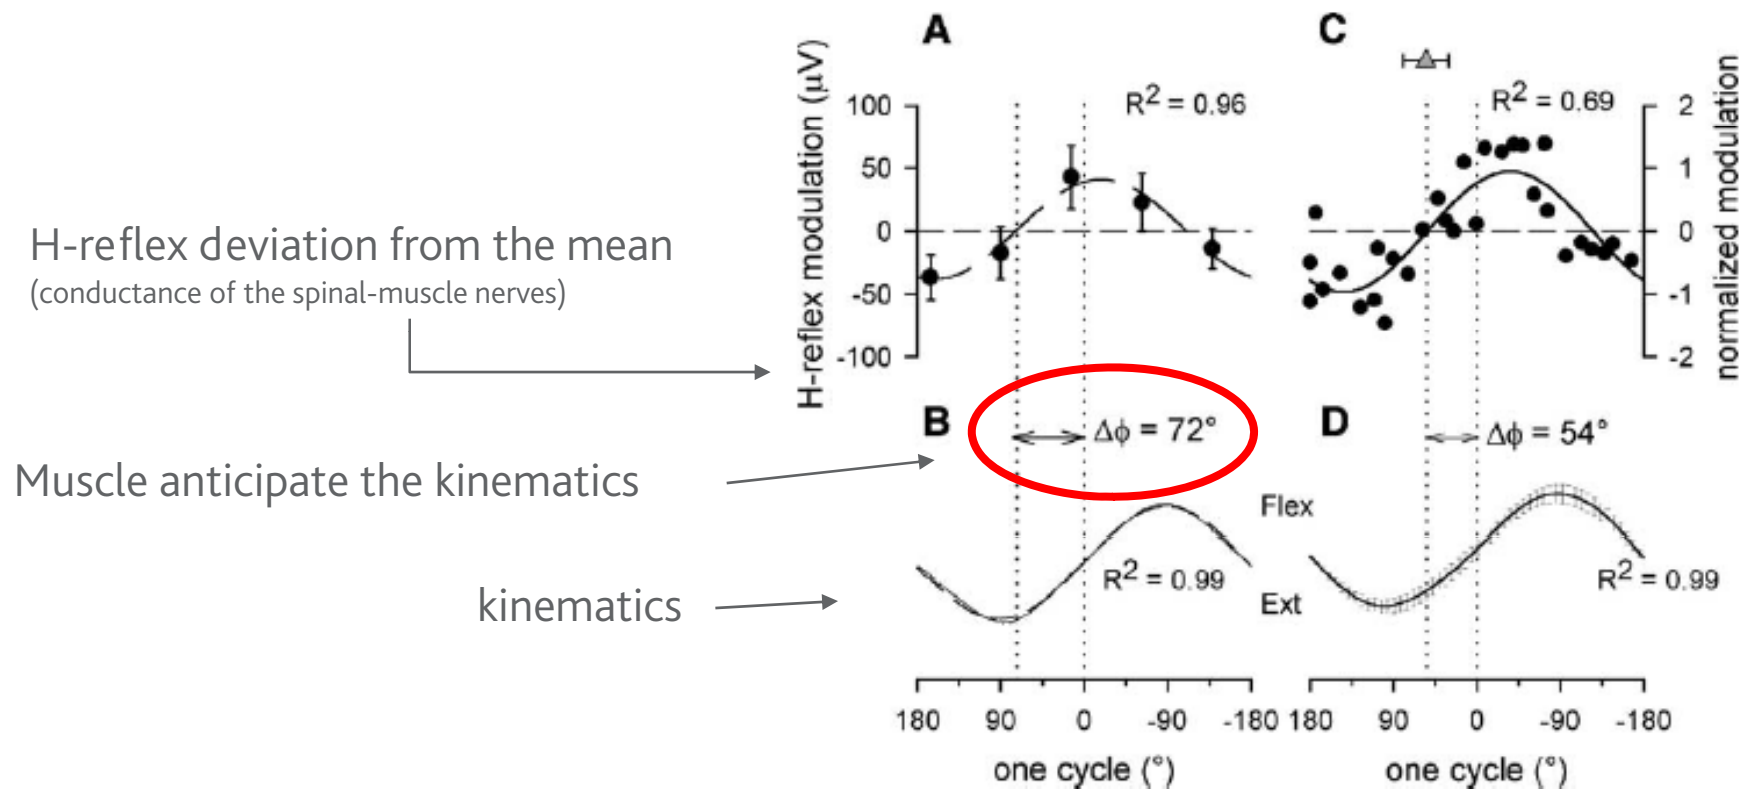 H-reflex deviation from the mean
(conductance of the spinal-muscle nerves)
Muscle anticipate the kinematics
kinematics
A
H-reflex modulation (μV)
100
50
0
-50
-100
R² = 0.96
B
Δϕ = 72°
R² = 0.99
180 90 0 -90 -180
one cycle (°)
Flex
Ext
C
R² = 0.69
2
1
0
-1
-2
normalized modulation
D
Δϕ = 54°
R² = 0.99
180 90 0 -90 -180
one cycle (°)